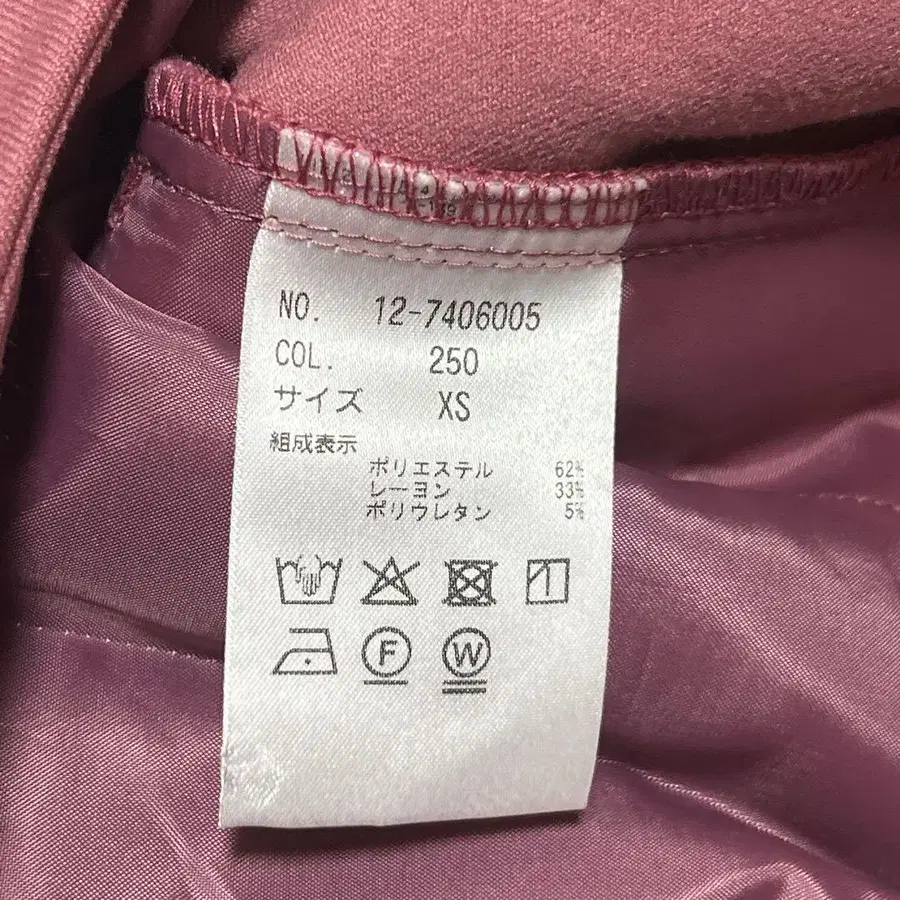 NO. 12-7406005
COL. 250
サイズ XS
組成表示
ポリエステル 62%
レーヨン 33%
ポリウレタン 5%
F
W